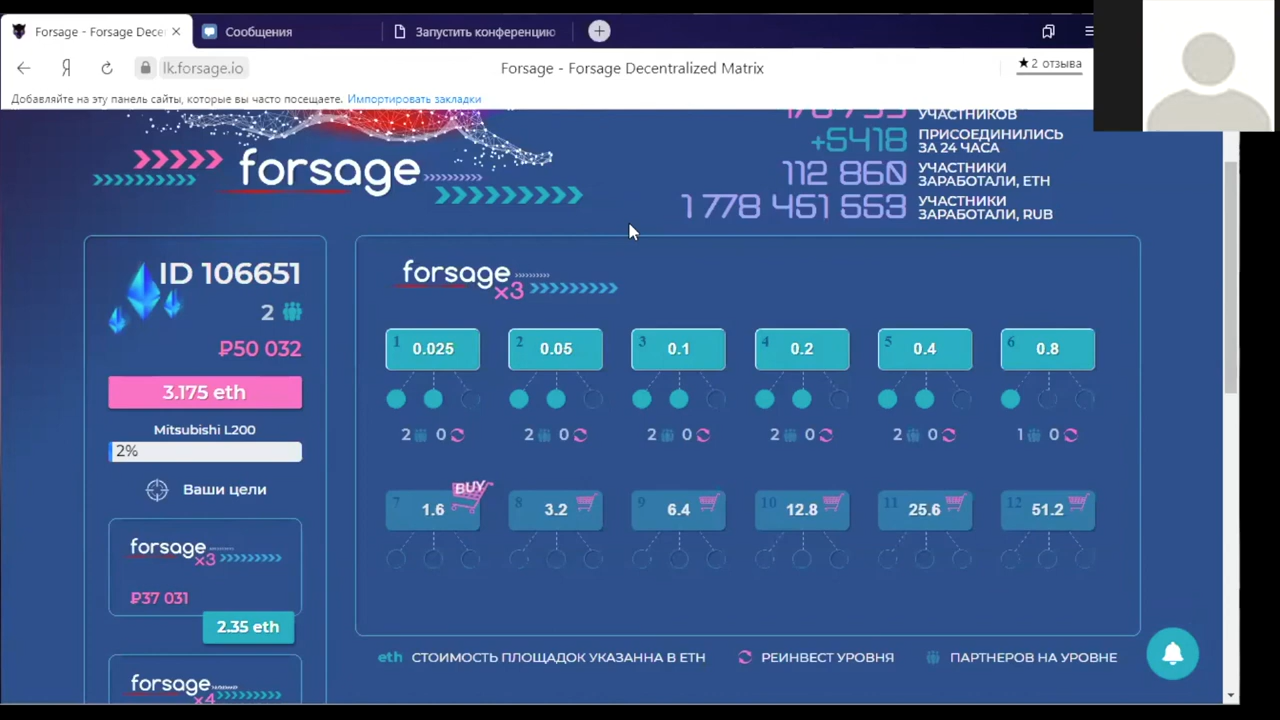 Forsage - Forsage Dece
Сообщения
Запустить конференцию
lk.forsage.io
Forsage - Forsage Decentralized Matrix
★2 отзыва
Добавляйте на эту панель сайты, которые вы часто посещаете. Импортировать закладки
УЧАСТНИКОВ
+5418 ПРИСОЕДИНИЛИСЬ ЗА 24 ЧАСА
112 860 УЧАСТНИКИ ЗАРАБОТАЛИ, ETH
1 778 451 553 УЧАСТНИКИ ЗАРАБОТАЛИ, RUB
forsage
ID 106651
2
₽50 032
3.175 eth
Mitsubishi L200
2%
Ваши цели
forsage x3
₽37 031
2.35 eth
forsage x4
forsage x3
1 0.025 2 0.05 3 0.1 4 0.2 5 0.4 6 0.8
2 0 2 0 2 0 2 0 2 0 1 0
BUY
7 1.6 8 3.2 9 6.4 10 12.8 11 25.6 12 51.2
eth СТОИМОСТЬ ПЛОЩАДОК УКАЗАННА В ETH РЕИНВЕСТ УРОВНЯ ПАРТНЕРОВ НА УРОВНЕ